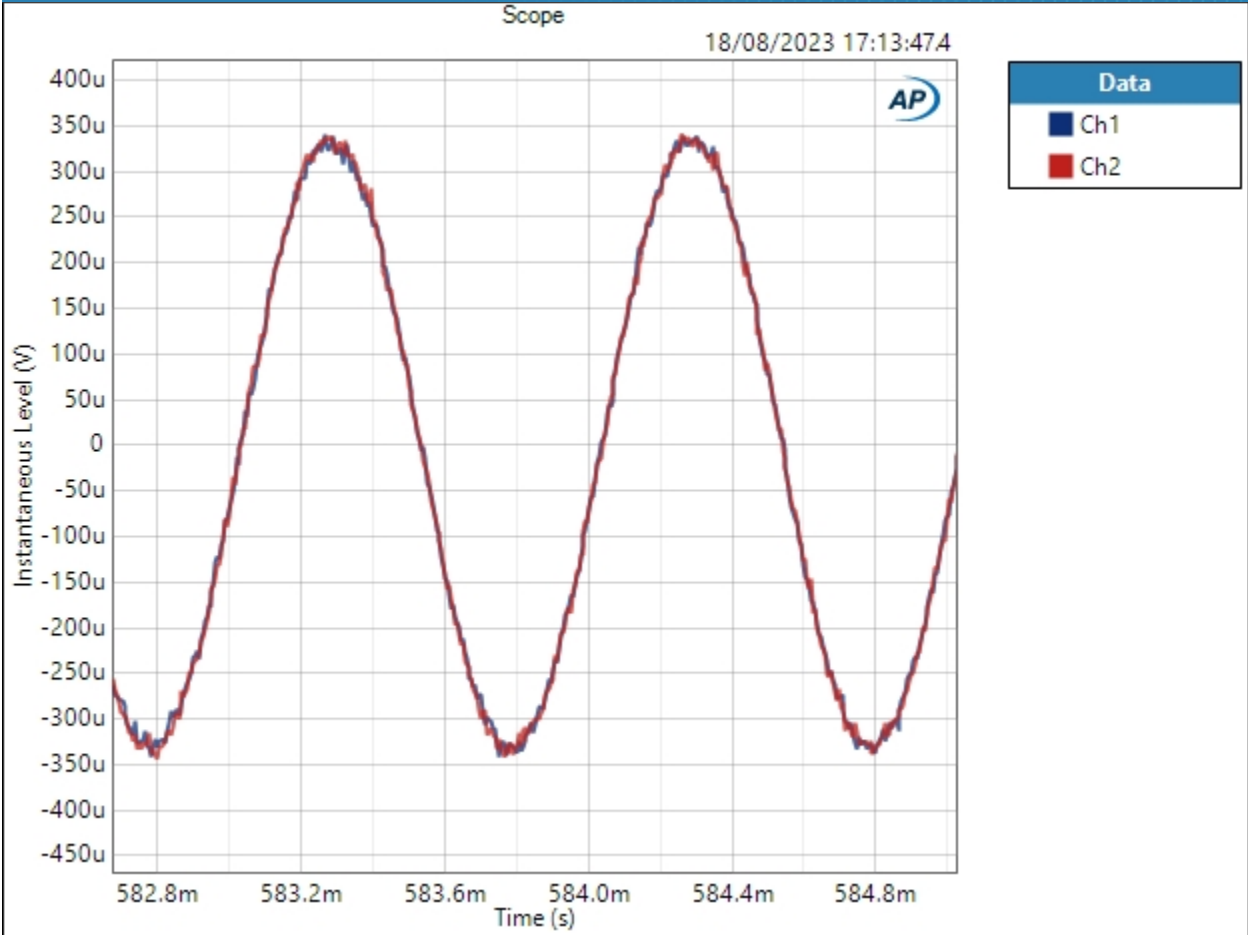 Scope
18/08/2023 17:13:47.4
AP
Data
Ch1
Ch2
Instantaneous Level (V)
400u
350u
300u
250u
200u
150u
100u
50u
0
-50u
-100u
-150u
-200u
-250u
-300u
-350u
-400u
-450u
582.8m 583.2m 583.6m 584.0m 584.4m 584.8m
Time (s)